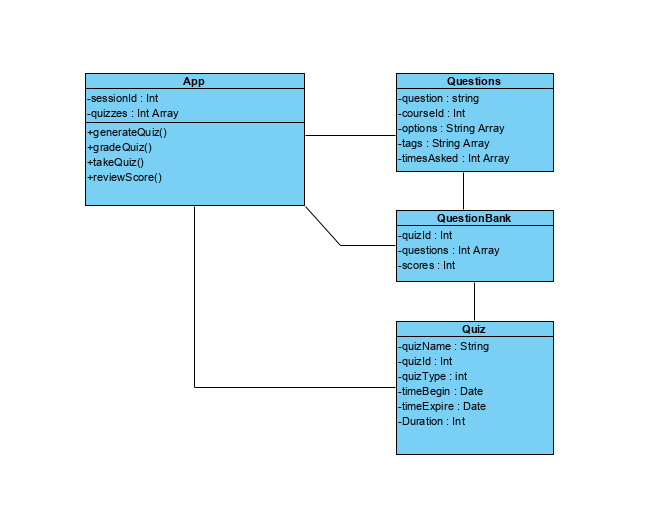 App
-sessionId : Int
-quizzes : Int Array
+generateQuiz()
+gradeQuiz()
+takeQuiz()
+reviewScore()
Questions
-question : string
-courseId : Int
-options : String Array
-tags : String Array
-timesAsked : Int Array
QuestionBank
-quizId : Int
-questions : Int Array
-scores : Int
Quiz
-quizName : String
-quizId : Int
-quizType : int
-timeBegin : Date
-timeExpire : Date
-Duration : Int